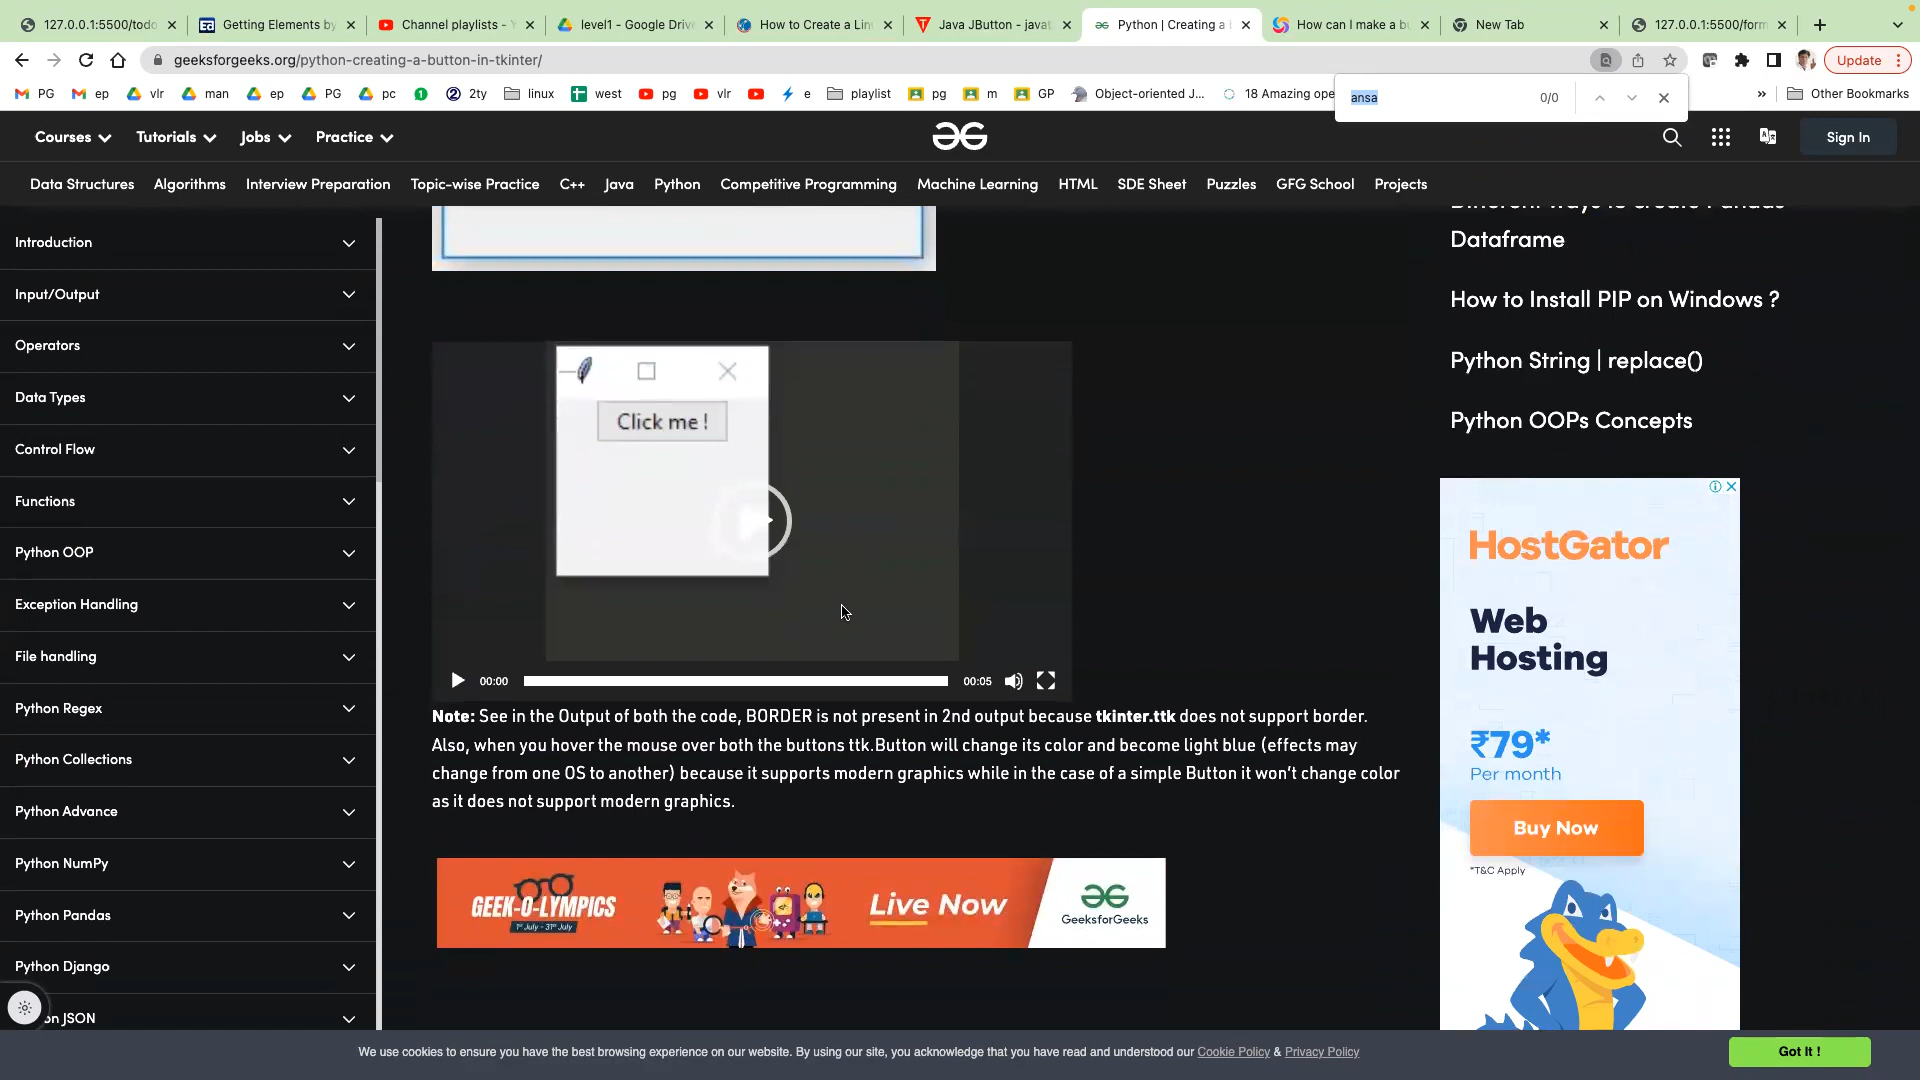 127.0.0.1:5500/todo
Getting Elements by
Channel playlists - Y
level1 - Google Drive
How to Create a Lin
Java JButton - javat
Python | Creating a
How can I make a bu
New Tab
127.0.0.1:5500/form
geeksforgeeks.org/python-creating-a-button-in-tkinter/
Update
PG
ep
vlr
man
ep
PG
pc
2ty
linux
west
pg
vlr
e
playlist
pg
m
GP
Object-oriented J...
18 Amazing ope
»
Other Bookmarks
ansa
0/0
Courses
Tutorials
Jobs
Practice
Sign In
Data Structures
Algorithms
Interview Preparation
Topic-wise Practice
C++
Java
Python
Competitive Programming
Machine Learning
HTML
SDE Sheet
Puzzles
GFG School
Projects
Introduction
Input/Output
Operators
Data Types
Control Flow
Functions
Python OOP
Exception Handling
File handling
Python Regex
Python Collections
Python Advance
Python NumPy
Python Pandas
Python Django
on JSON
Click me !
00:00
00:05
Note: See in the Output of both the code, BORDER is not present in 2nd output because tkinter.ttk does not support border.
Also, when you hover the mouse over both the buttons ttk.Button will change its color and become light blue (effects may
change from one OS to another) because it supports modern graphics while in the case of a simple Button it won't change color
as it does not support modern graphics.
GEEK-O-LYMPICS
1st July - 31st July
Live Now
GeeksforGeeks
Different ways to create Pandas
Dataframe
How to Install PIP on Windows ?
Python String | replace()
Python OOPs Concepts
HostGator
Web
Hosting
₹79*
Per month
Buy Now
*T&C Apply
We use cookies to ensure you have the best browsing experience on our website. By using our site, you acknowledge that you have read and understood our Cookie Policy & Privacy Policy
Got It !